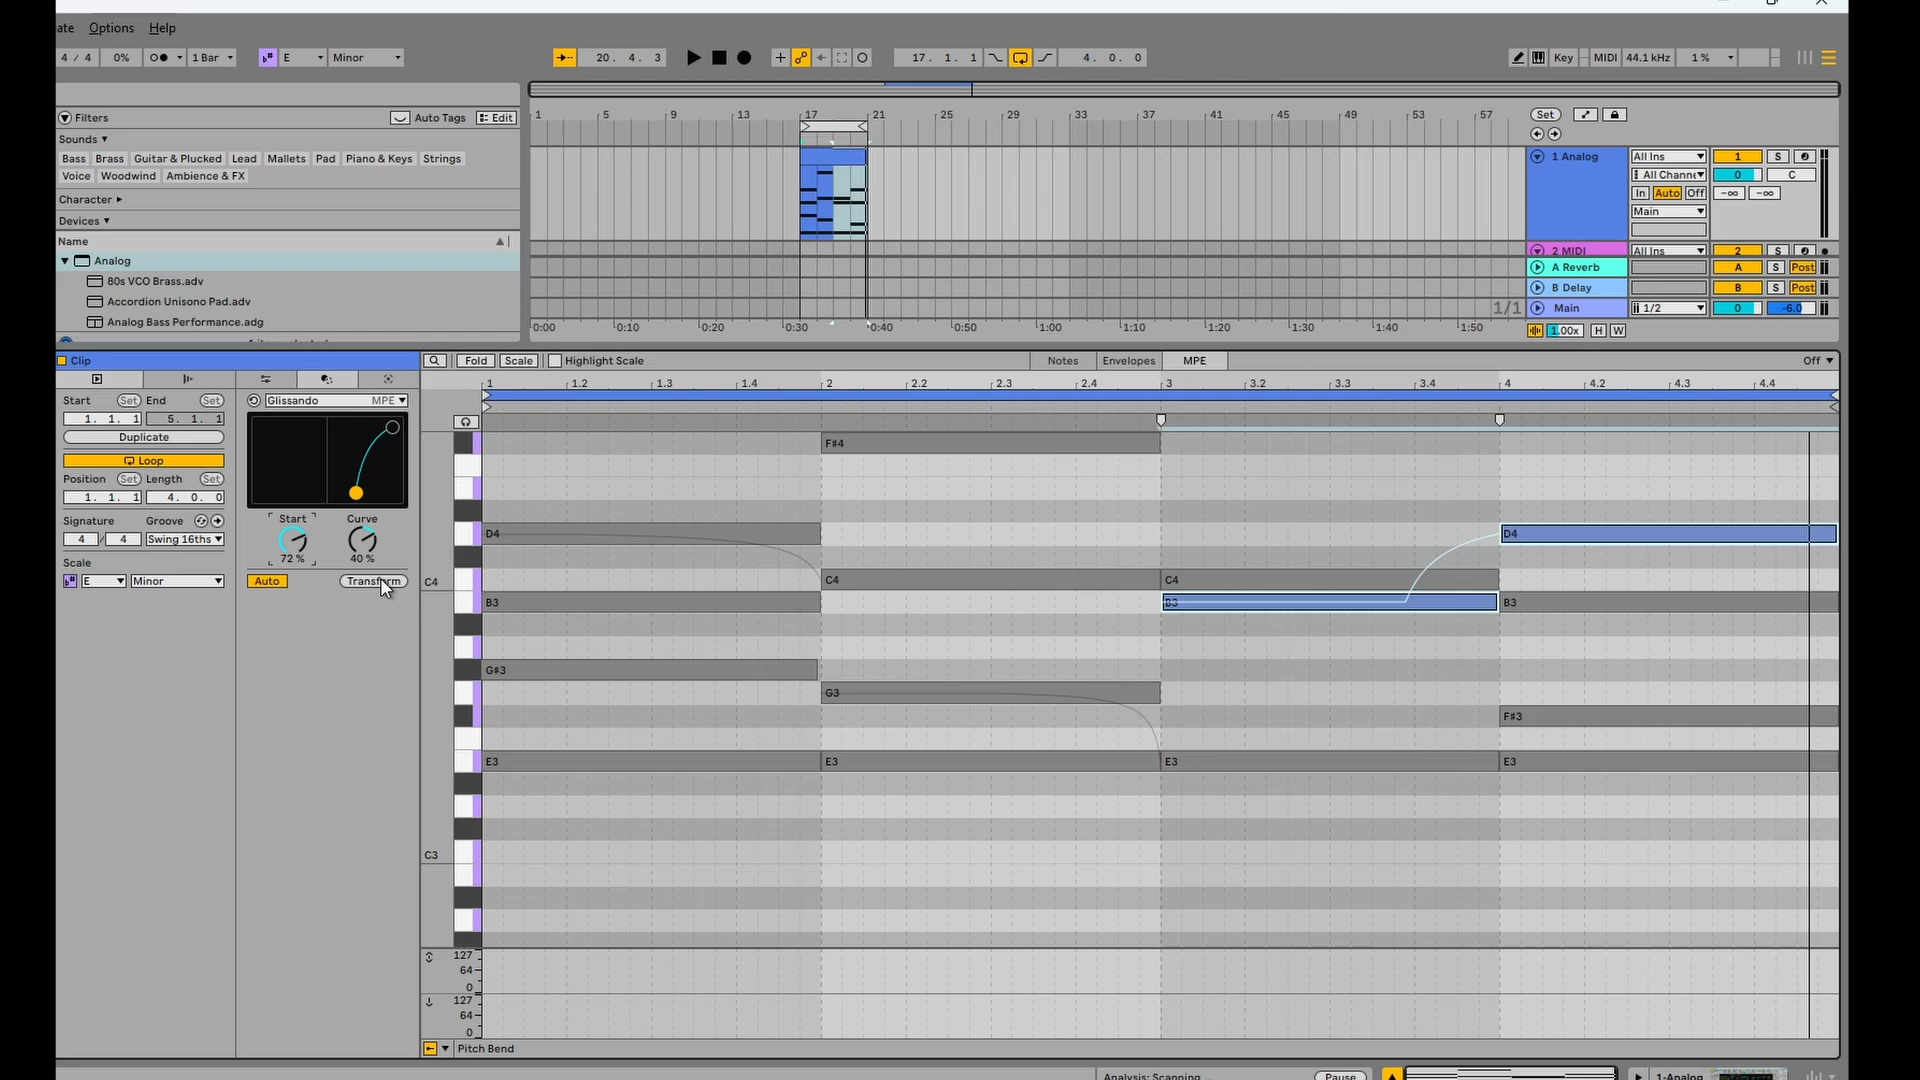 ate Options Help
4 / 4 0% 1 Bar E Minor 20. 4. 3 17. 1. 1 4. 0. 0 Key MIDI 44.1 kHz 1 %
Filters Auto Tags Edit
Sounds
Bass Brass Guitar & Plucked Lead Mallets Pad Piano & Keys Strings
Voice Woodwind Ambience & FX
Character
Devices
Name
Analog
80s VCO Brass.adv
Accordion Unisono Pad.adv
Analog Bass Performance.adg
1 5 9 13 17 21 25 29 33 37 41 45 49 53 57
Set
1 Analog All Ins 1 S
All Channe 0 C
In Auto Off -∞ -∞
Main
2 MIDI All Ins 2 S
A Reverb A S Post
B Delay B S Post
1/1 Main 1/2 0 -6.0
0:00 0:10 0:20 0:30 0:40 0:50 1:00 1:10 1:20 1:30 1:40 1:50
1.00x H W
Clip
Start Set End Set
1. 1. 1 5. 1. 1
Duplicate
Loop
Position Set Length Set
1. 1. 1 4. 0. 0
Signature Groove
4 / 4 Swing 16ths
Scale
E Minor
Glissando MPE
Start Curve
72 % 40 %
Auto Transform
Fold Scale Highlight Scale Notes Envelopes MPE Off
1 1.2 1.3 1.4 2 2.2 2.3 2.4 3 3.2 3.3 3.4 4 4.2 4.3 4.4
F#4
D4 D4
C4 C4 C4
B3 B3 B3
G#3
G3
F#3
E3 E3 E3 E3
C3
127
64
0
127
64
0
Pitch Bend
Analysis: Scanning... Pause 1-Analog